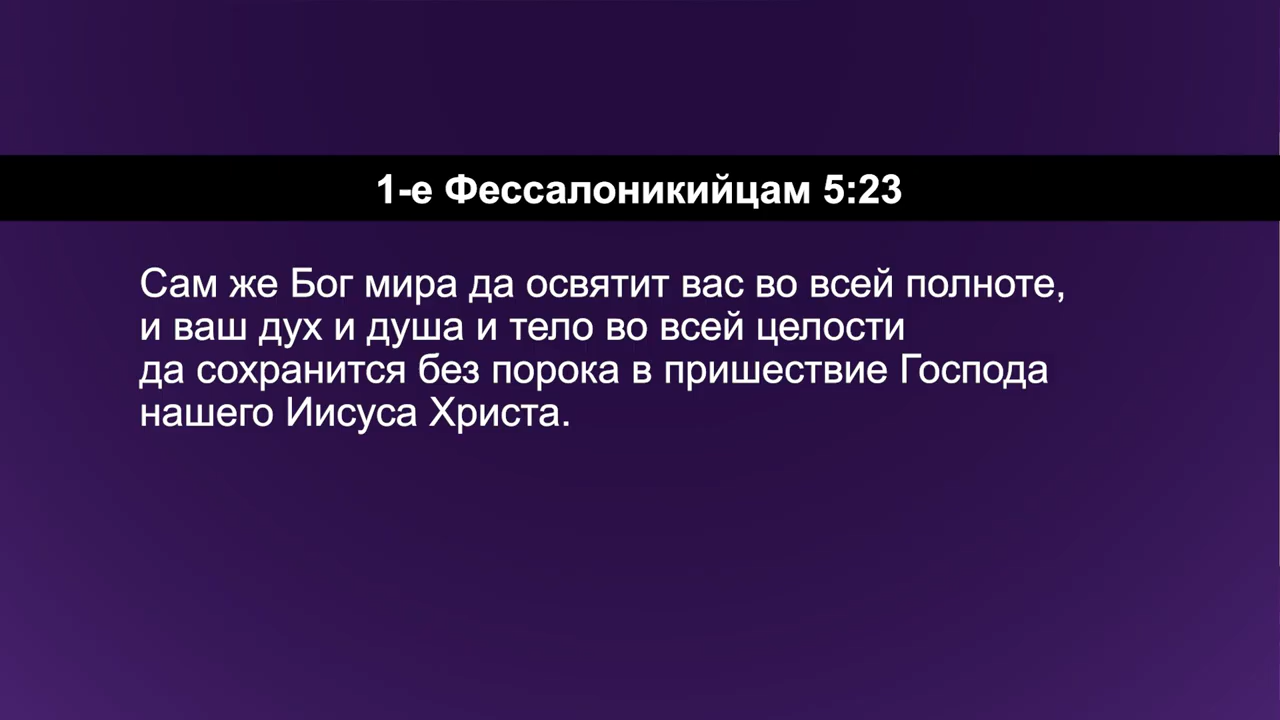 1-е Фессалоникийцам 5:23
Сам же Бог мира да освятит вас во всей полноте,
и ваш дух и душа и тело во всей целости
да сохранится без порока в пришествие Господа
нашего Иисуса Христа.